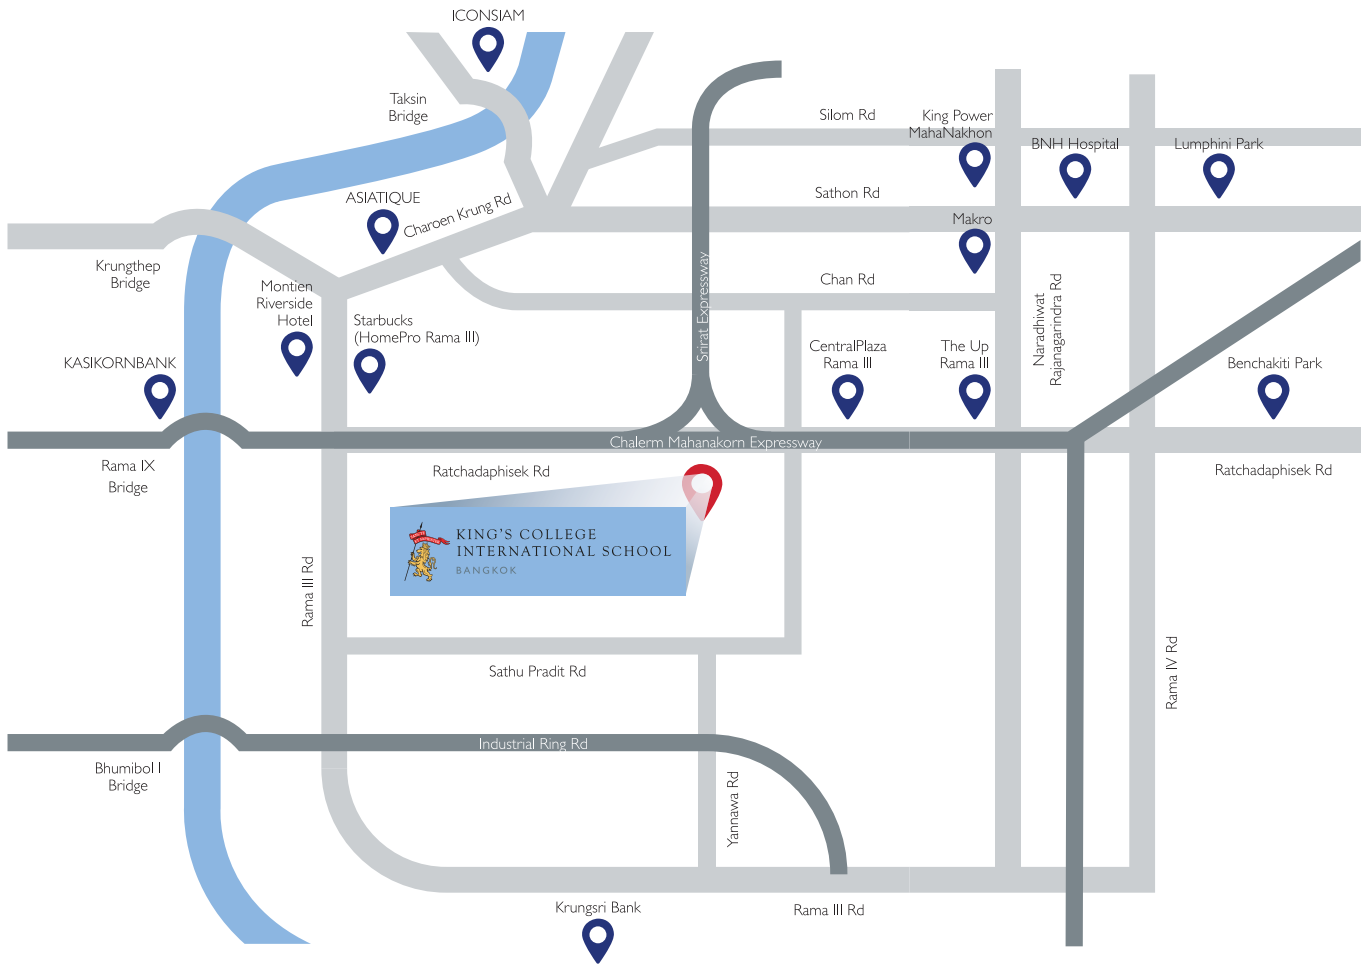 ICONSIAM
Taksin
Bridge
Silom Rd
King Power
MahaNakhon
BNH Hospital
Lumphini Park
ASIATIQUE
Charoen Krung Rd
Sathon Rd
Makro
Krungthep
Bridge
Montien
Riverside
Hotel
Chan Rd
Srirat Expressway
Naradhiwat
Rajanagarindra Rd
Starbucks
(HomePro Rama III)
KASIKORNBANK
CentralPlaza
Rama III
The Up
Rama III
Benchakiti Park
Chalerm Mahanakorn Expressway
Rama IX
Bridge
Ratchadaphisek Rd
Ratchadaphisek Rd
KING'S COLLEGE
INTERNATIONAL SCHOOL
BANGKOK
Rama III Rd
Sathu Pradit Rd
Rama IV Rd
Industrial Ring Rd
Bhumibol I
Bridge
Yannawa Rd
Krungsri Bank
Rama III Rd